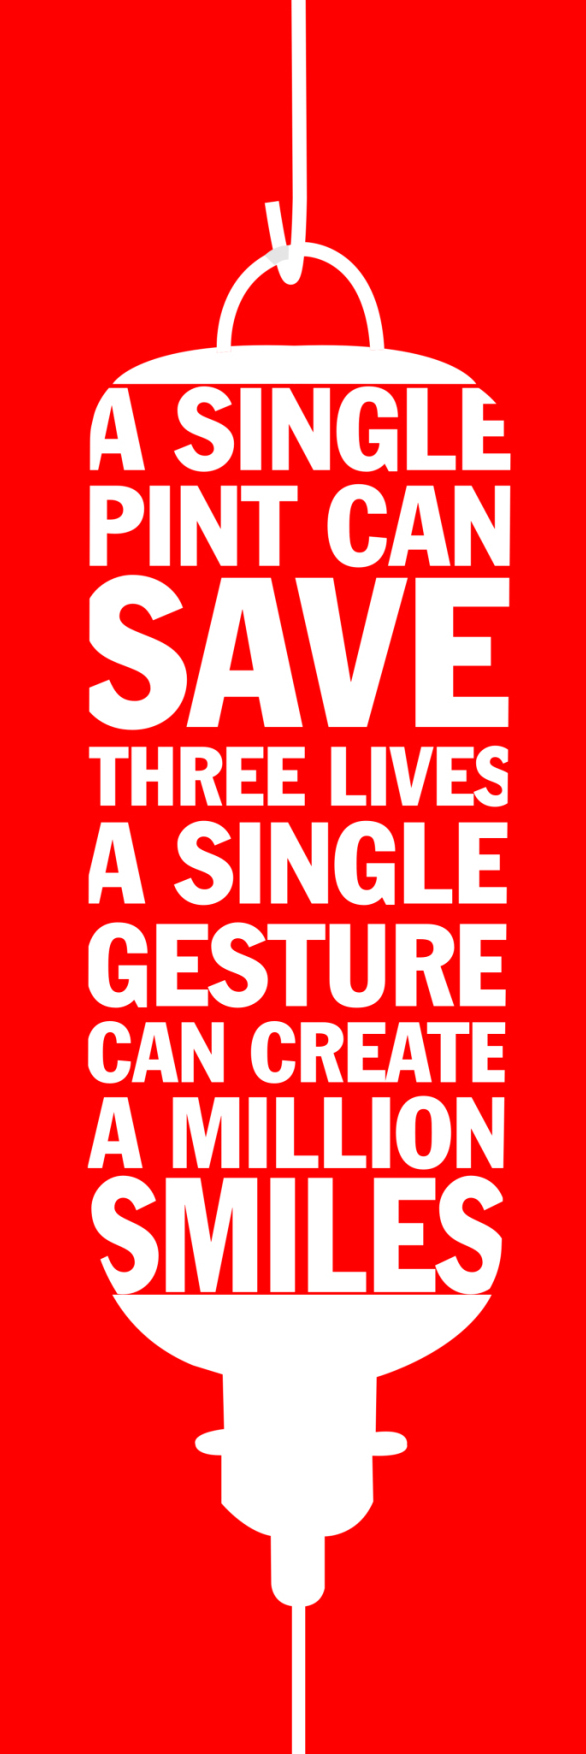 A SINGLE
PINT CAN
SAVE
THREE LIVES
A SINGLE
GESTURE
CAN CREATE
A MILLION
SMILES